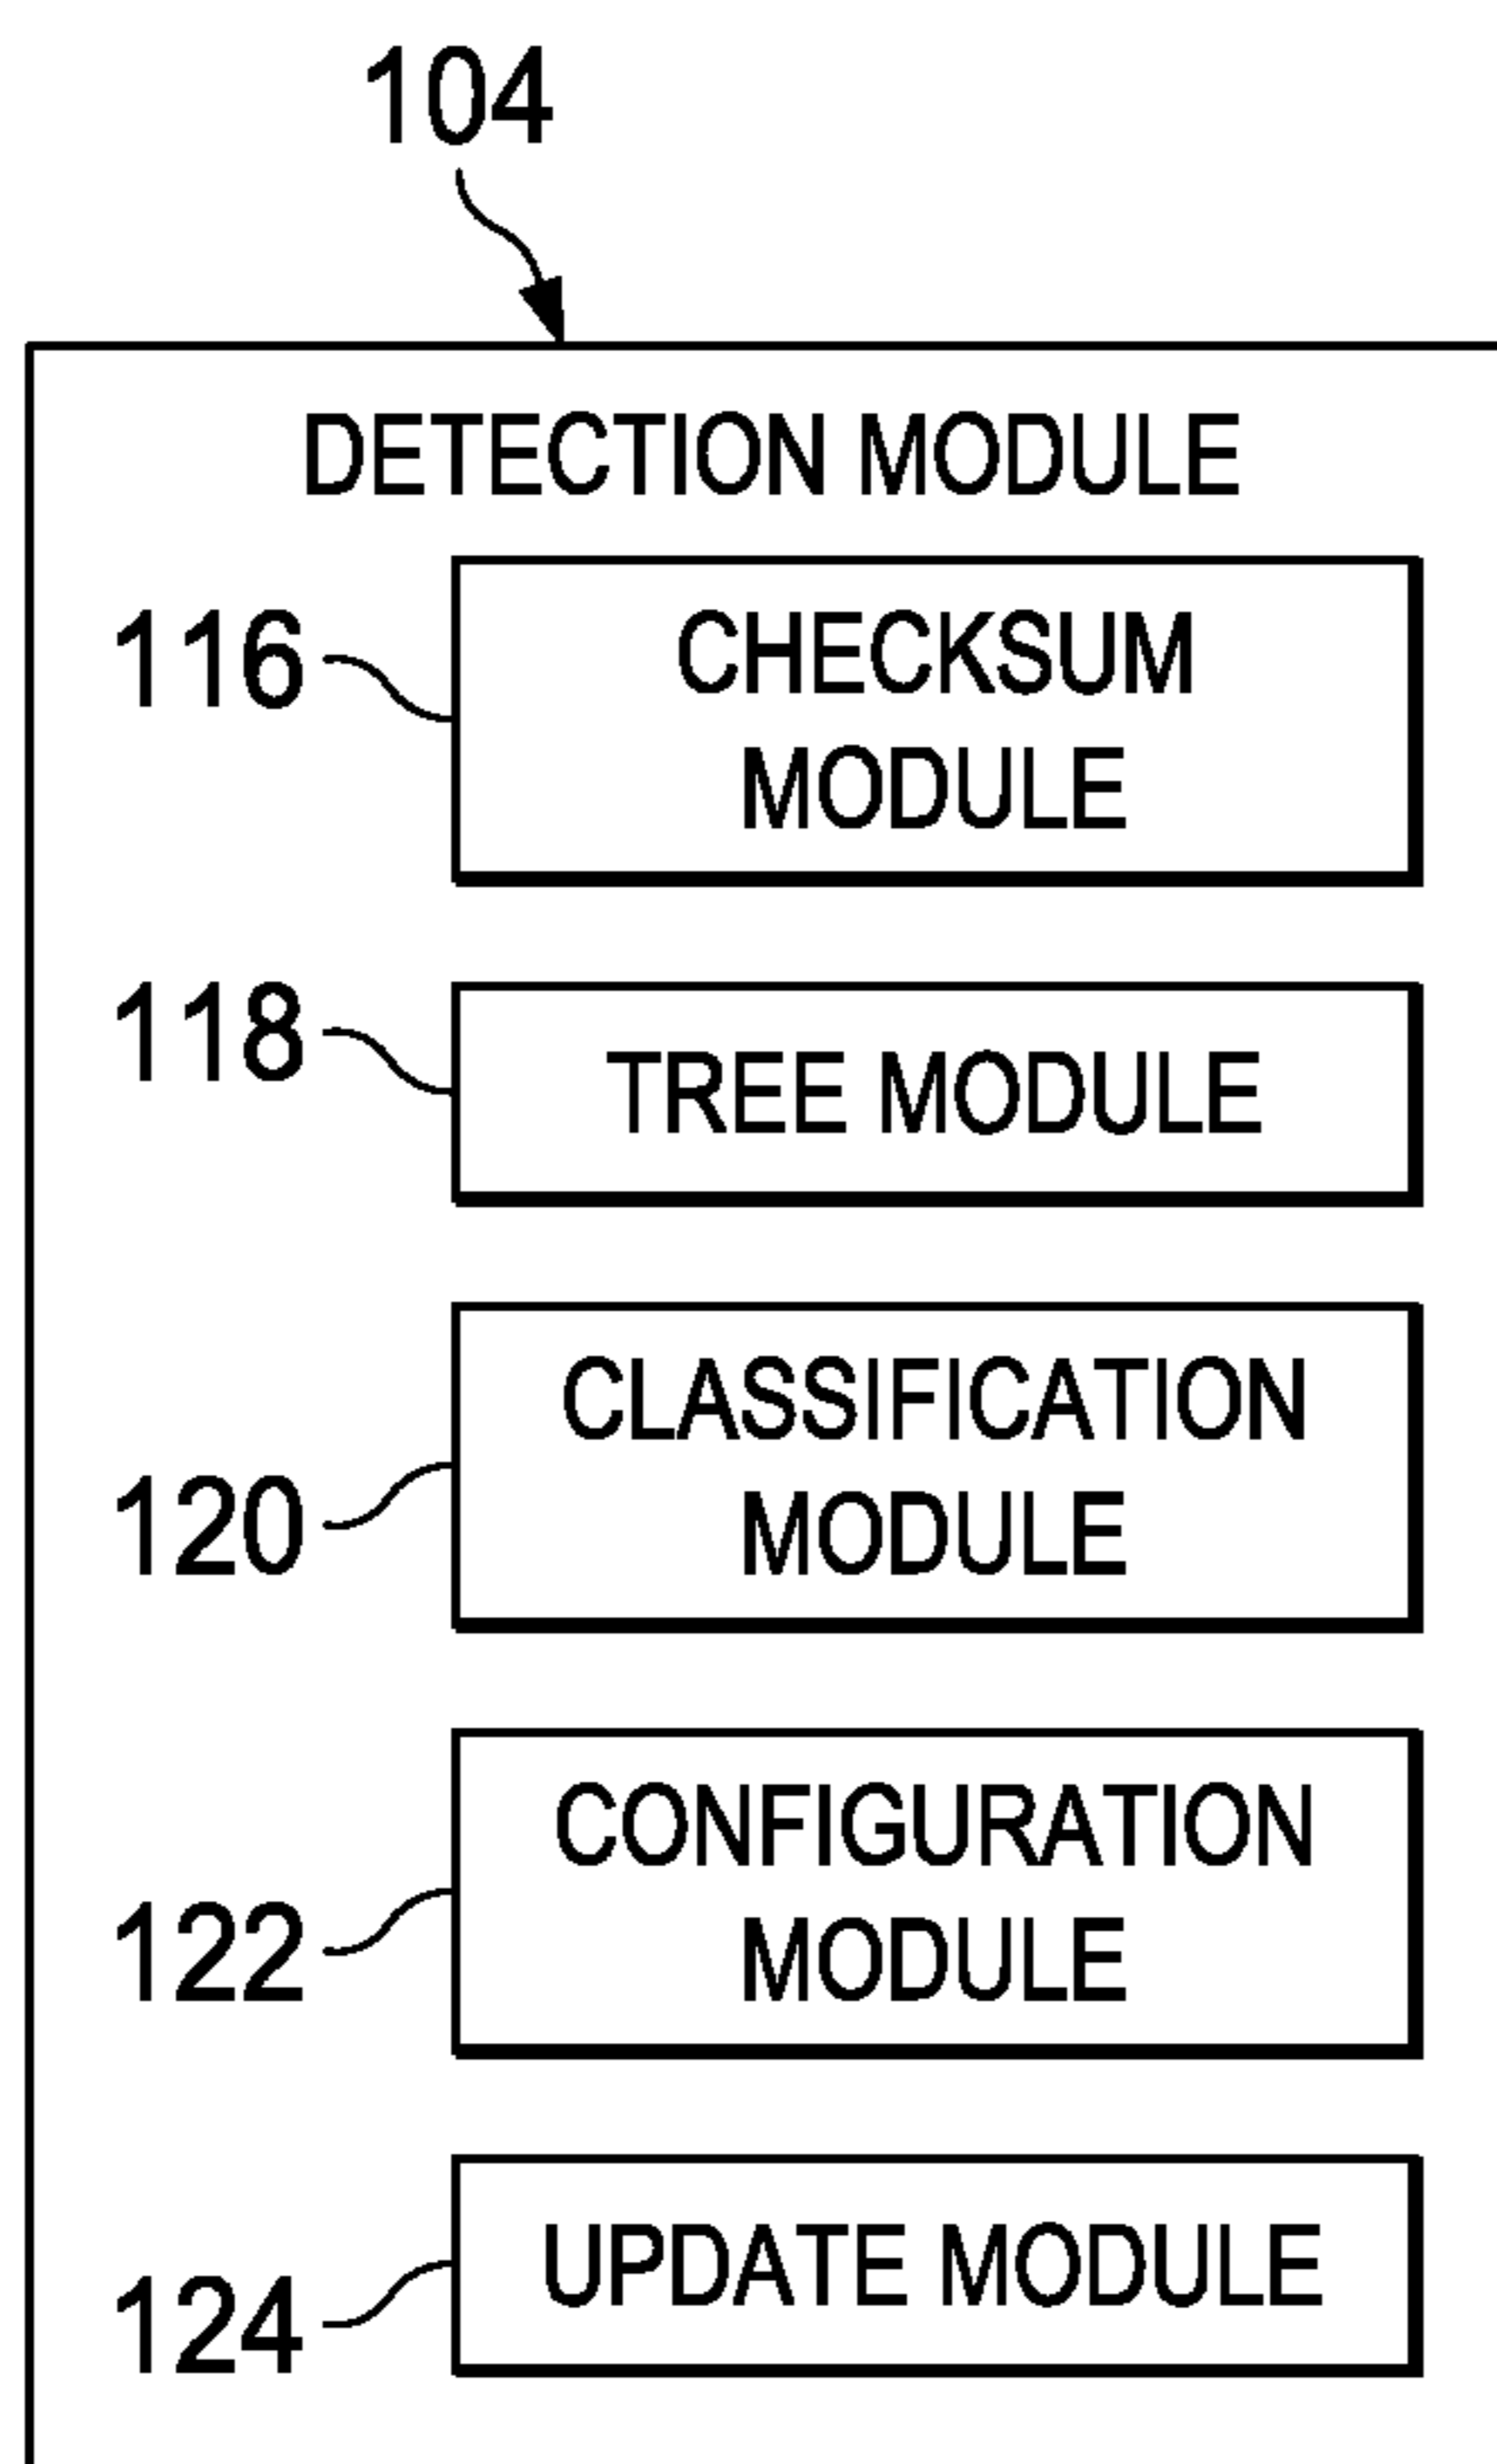 104
DETECTION MODULE
116
CHECKSUM
MODULE
118
TREE MODULE
CLASSIFICATION
120
MODULE
CONFIGURATION
122
MODULE
UPDATE MODULE
124